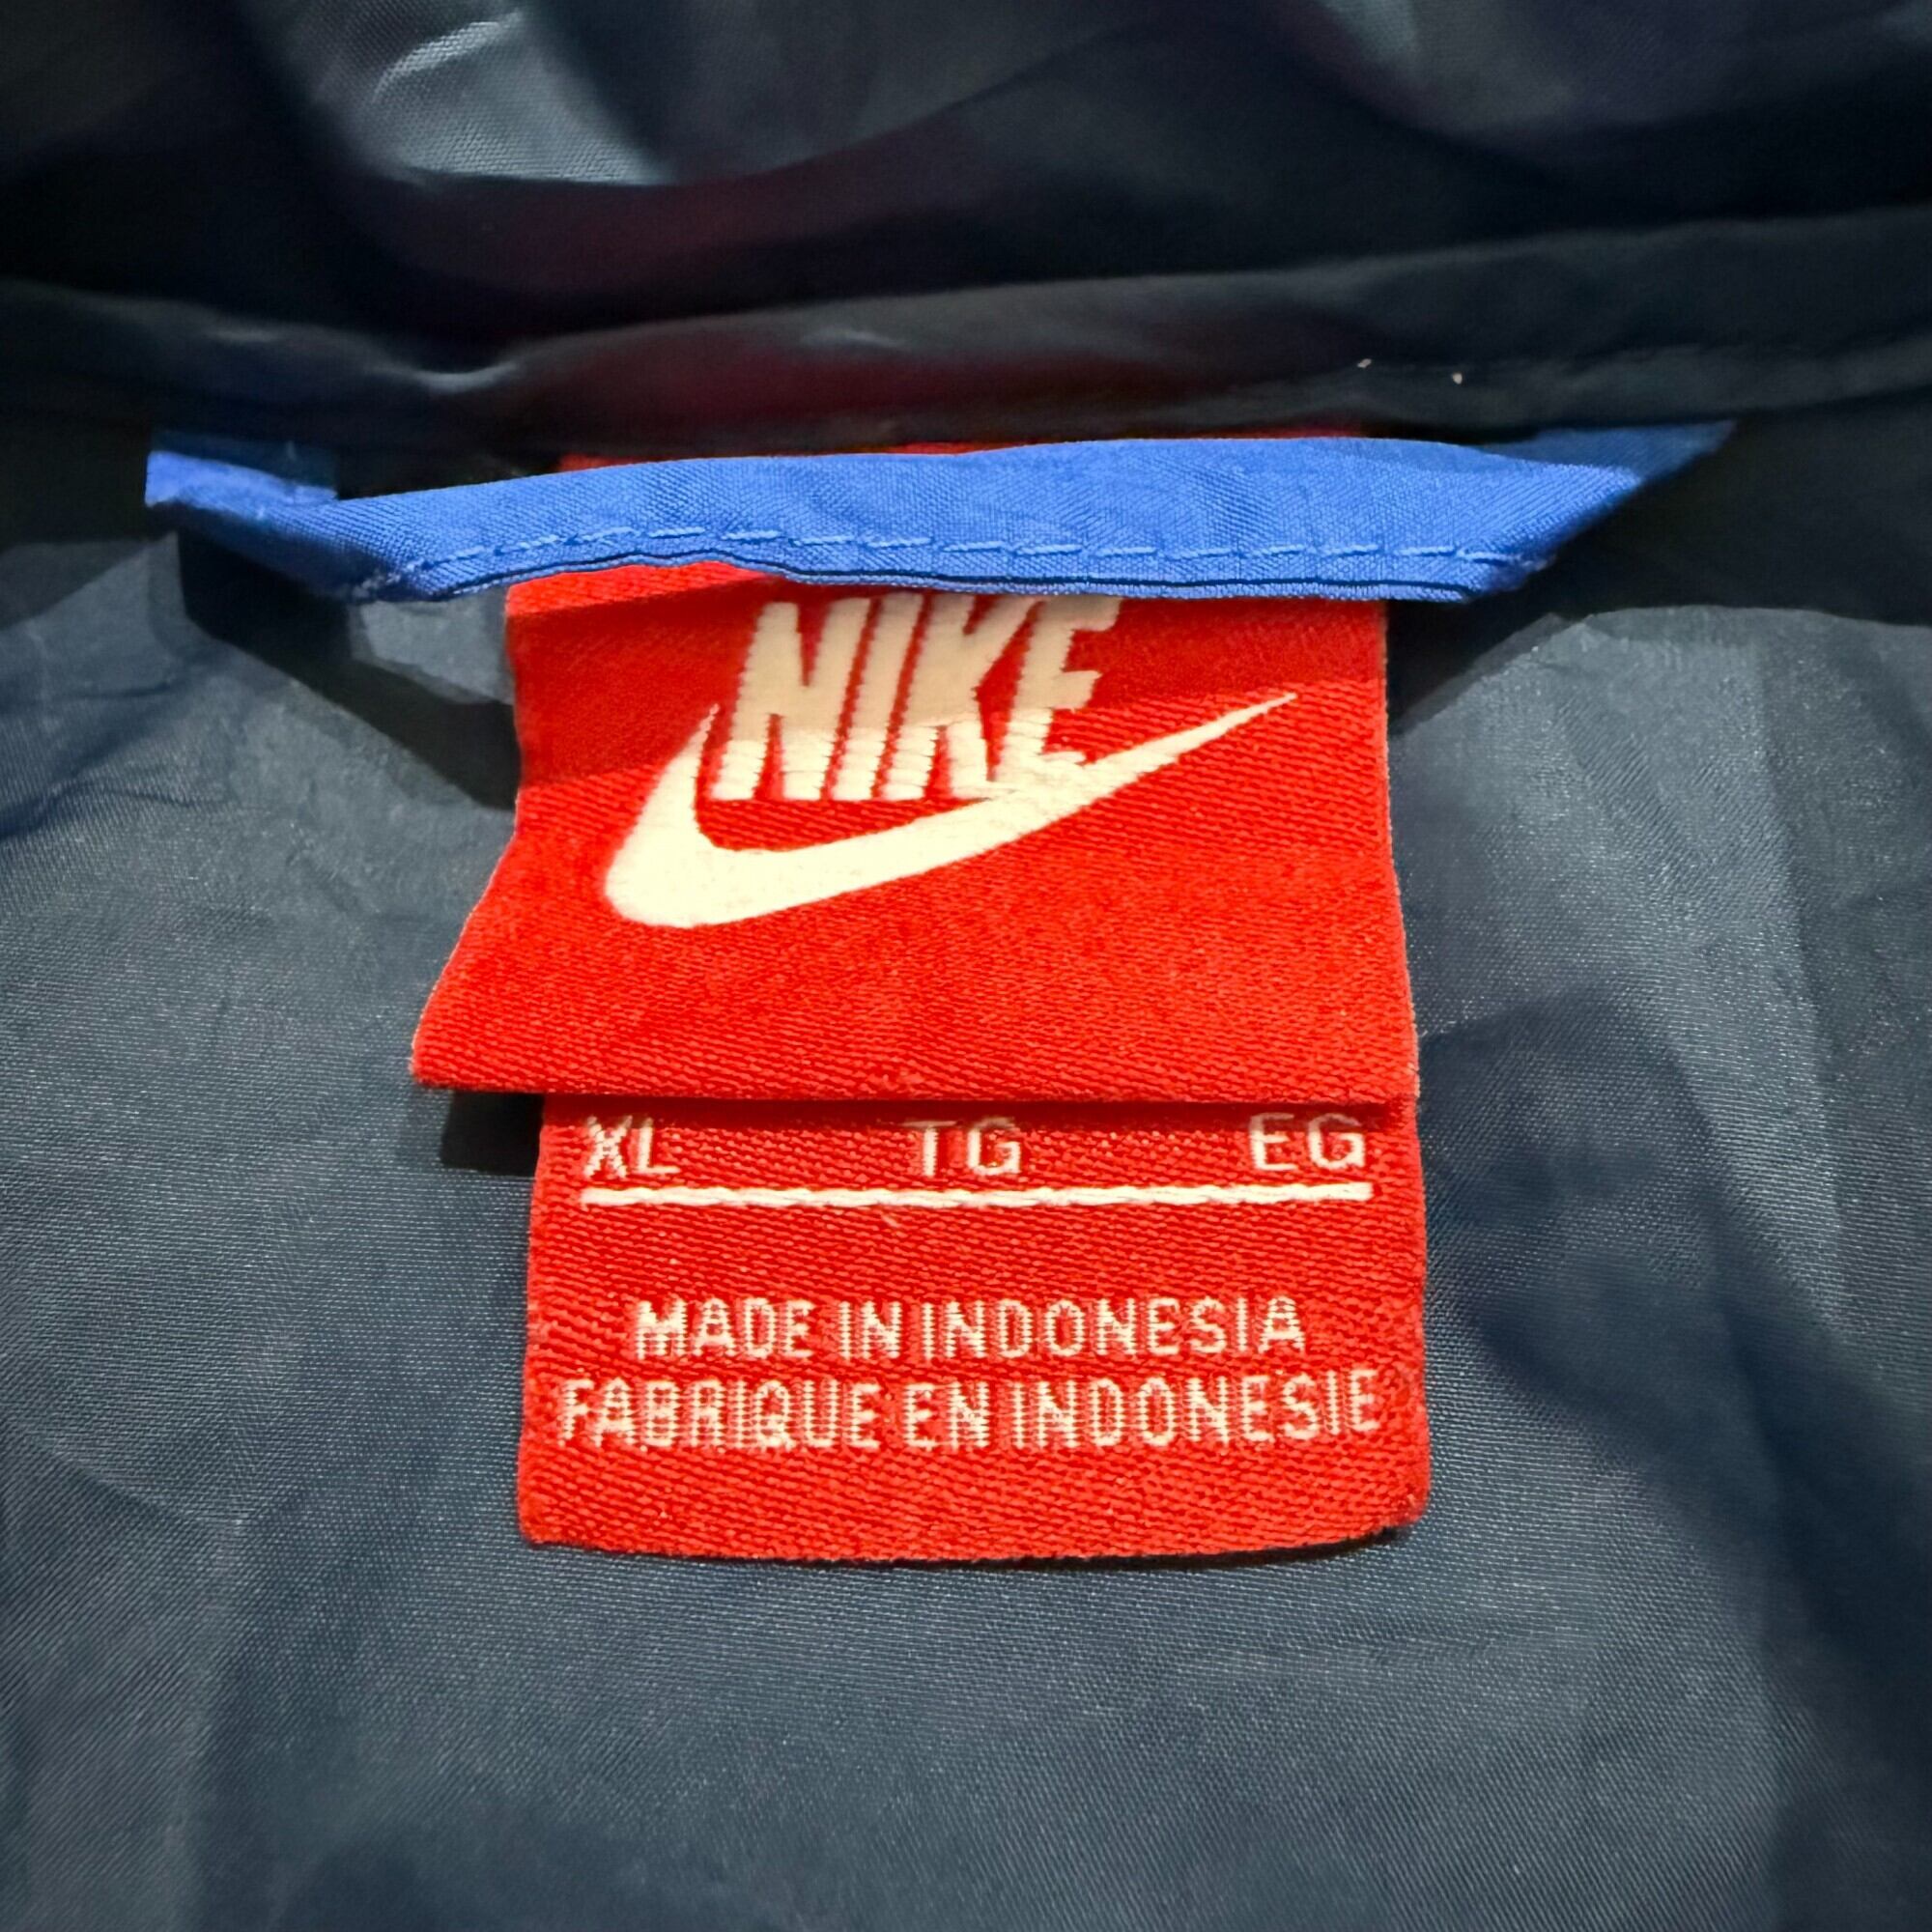 NIKE
XL TG EG
MADE IN INDONESIA
FABRIQUE EN INDONESIE